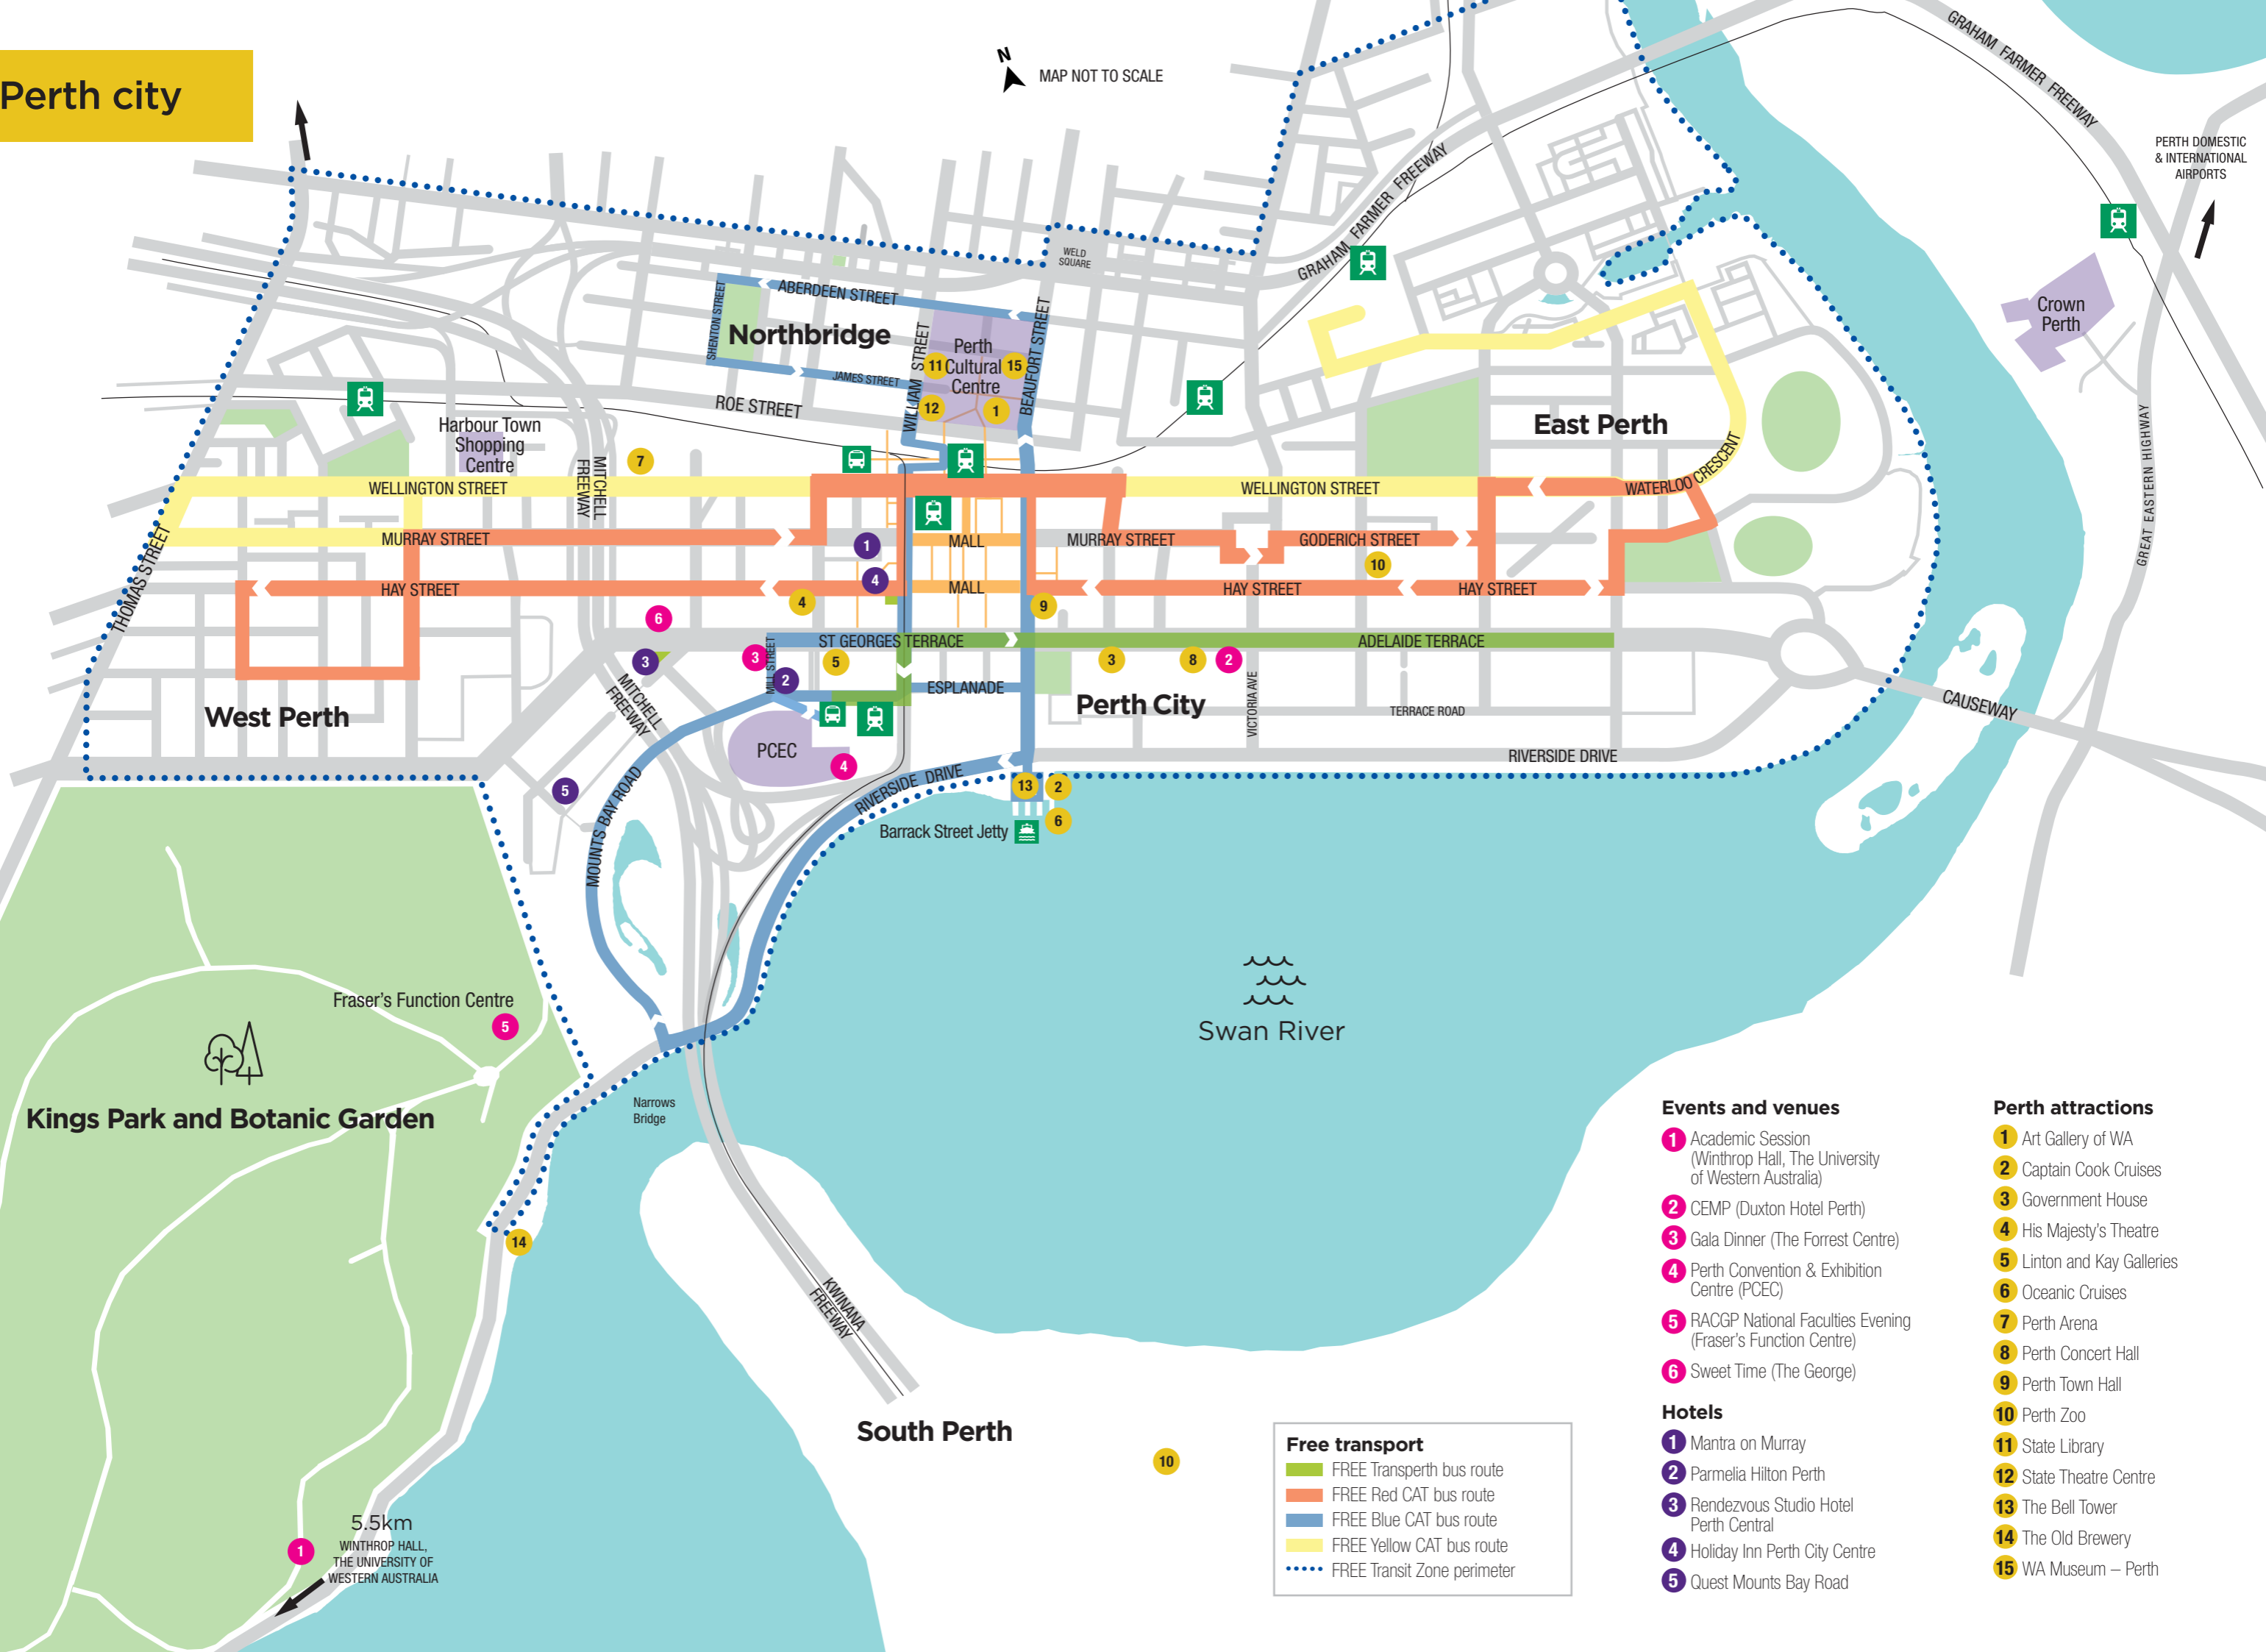 Perth city
N
MAP NOT TO SCALE
GRAHAM FARMER FREEWAY
PERTH DOMESTIC
& INTERNATIONAL
AIRPORTS
GRAHAM FARMER FREEWAY
WELD
SQUARE
ABERDEEN STREET
SHENTON STREET
Northbridge
WILLIAM STREET
BEAUFORT STREET
Perth
Cultural
Centre
11
15
12
1
JAMES STREET
ROE STREET
Crown
Perth
East Perth
Harbour Town
Shopping
Centre
MITCHELL
FREEWAY
7
WELLINGTON STREET
WELLINGTON STREET
WATERLOO CRESCENT
GREAT EASTERN HIGHWAY
THOMAS STREET
MURRAY STREET
1
MALL
MURRAY STREET
GODERICH STREET
10
HAY STREET
4
4
MALL
9
HAY STREET
HAY STREET
6
3
3
MILL STREET
2
ST GEORGES TERRACE
5
ADELAIDE TERRACE
3
8
2
ESPLANADE
MITCHELL
FREEWAY
West Perth
Perth City
VICTORIA AVE
TERRACE ROAD
CAUSEWAY
PCEC
4
RIVERSIDE DRIVE
RIVERSIDE DRIVE
5
MOUNTS BAY ROAD
13
2
6
Barrack Street Jetty
Fraser's Function Centre
5
Swan River
Kings Park and Botanic Garden
Narrows
Bridge
14
KWINANA
FREEWAY
South Perth
10
5.5km
1
WINTHROP HALL,
THE UNIVERSITY OF
WESTERN AUSTRALIA
Free transport
FREE Transperth bus route
FREE Red CAT bus route
FREE Blue CAT bus route
FREE Yellow CAT bus route
FREE Transit Zone perimeter
Events and venues
1 Academic Session
(Winthrop Hall, The University
of Western Australia)
2 CEMP (Duxton Hotel Perth)
3 Gala Dinner (The Forrest Centre)
4 Perth Convention & Exhibition
Centre (PCEC)
5 RACGP National Faculties Evening
(Fraser's Function Centre)
6 Sweet Time (The George)
Hotels
1 Mantra on Murray
2 Parmelia Hilton Perth
3 Rendezvous Studio Hotel
Perth Central
4 Holiday Inn Perth City Centre
5 Quest Mounts Bay Road
Perth attractions
1 Art Gallery of WA
2 Captain Cook Cruises
3 Government House
4 His Majesty's Theatre
5 Linton and Kay Galleries
6 Oceanic Cruises
7 Perth Arena
8 Perth Concert Hall
9 Perth Town Hall
10 Perth Zoo
11 State Library
12 State Theatre Centre
13 The Bell Tower
14 The Old Brewery
15 WA Museum – Perth